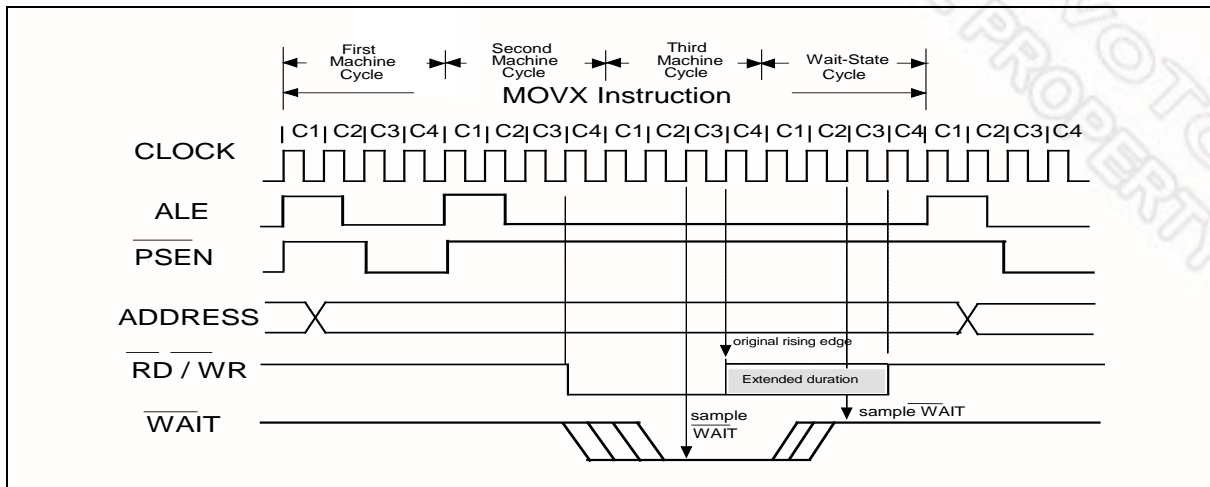 First Machine Cycle
Second Machine Cycle
Third Machine Cycle
Wait-State Cycle
MOVX Instruction
C1 C2 C3 C4 C1 C2 C3 C4 C1 C2 C3 C4 C1 C2 C3 C4 C1 C2 C3 C4
CLOCK
ALE
PSEN
ADDRESS
original rising edge
RD / WR
Extended duration
sample WAIT
sample WAIT
WAIT
VOTO
PROPERTY